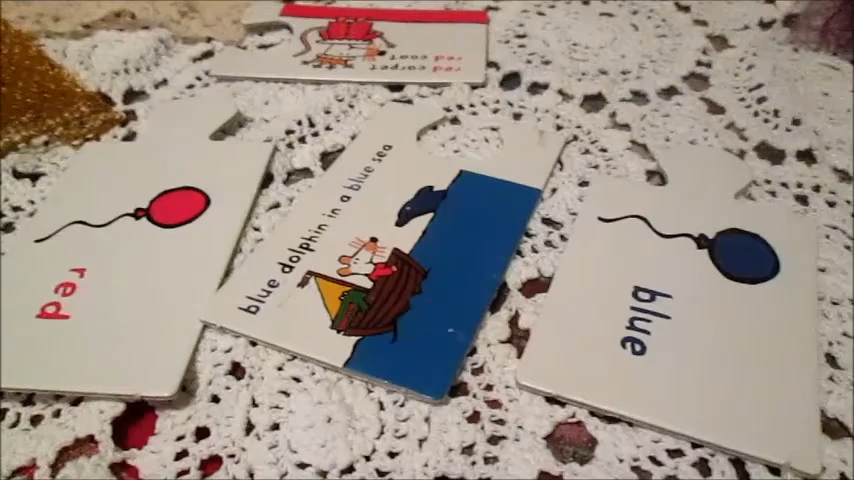 red carpet
red coat
red
blue dolphin in a blue sea
blue